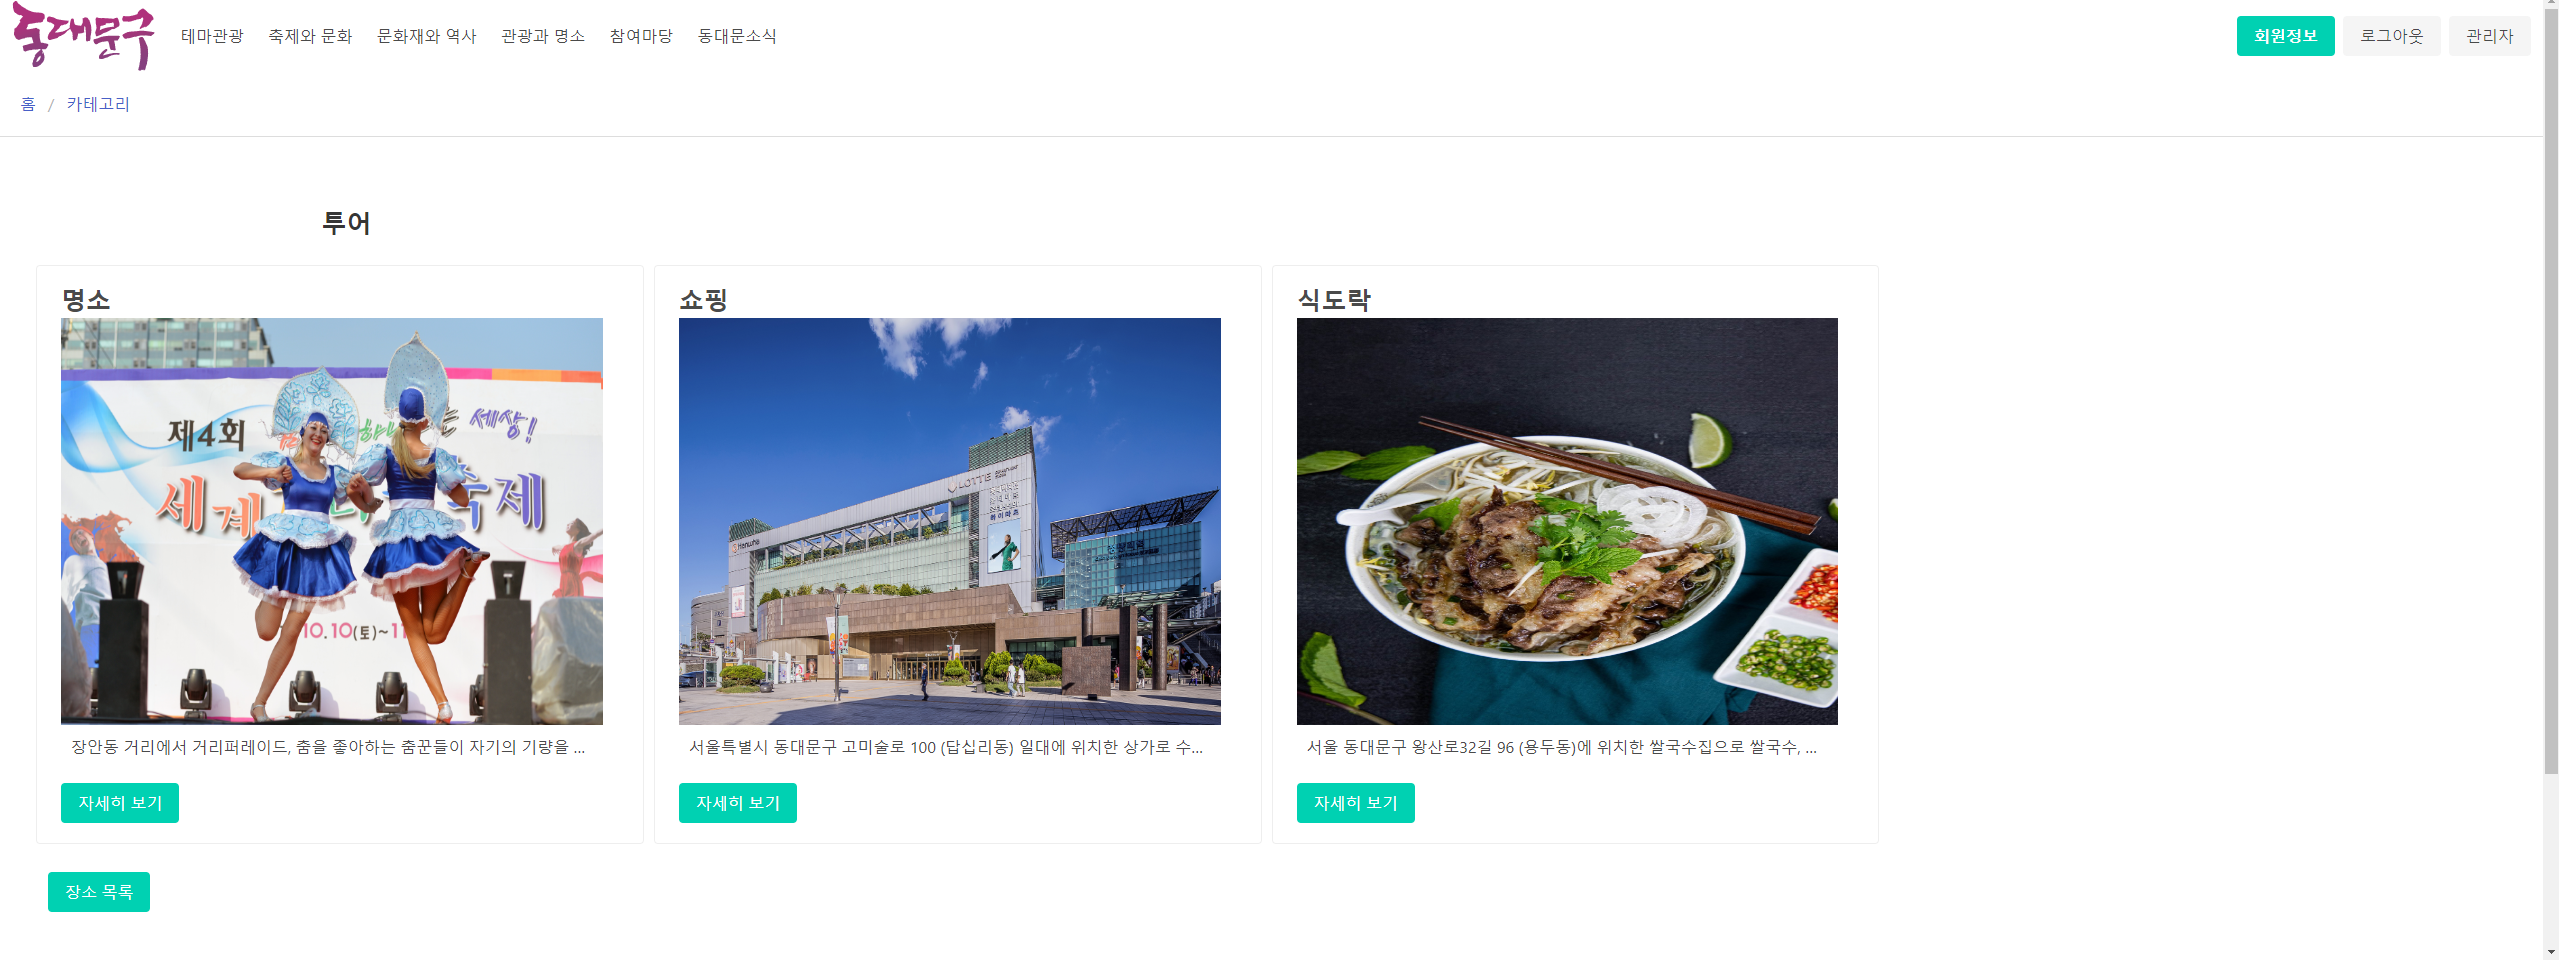 동대문구
테마관광 축제와 문화 문화재와 역사 관광과 명소 참여마당 동대문소식
회원정보 로그아웃 관리자
홈 / 카테고리
투어
명소
제4회
세상!
세계
축제
10.10(토)~11
장안동 거리에서 거리퍼레이드, 춤을 좋아하는 춤꾼들이 자기의 기량을 ...
자세히 보기
쇼핑
LOTTE
Hanwha
서울특별시 동대문구 고미술로 100 (답십리동) 일대에 위치한 상가로 수...
자세히 보기
식도락
서울 동대문구 왕산로32길 96 (용두동)에 위치한 쌀국수집으로 쌀국수, ...
자세히 보기
장소 목록